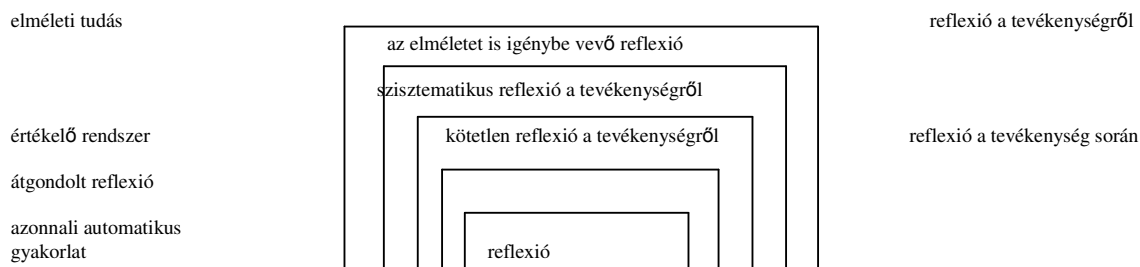 elméleti tudás
reflexió a tevékenységről
az elméletet is igénybe vevő reflexió
szisztematikus reflexió a tevékenységről
értékelő rendszer
kötetlen reflexió a tevékenységről
reflexió a tevékenység során
átgondolt reflexió
azonnali automatikus
gyakorlat
reflexió